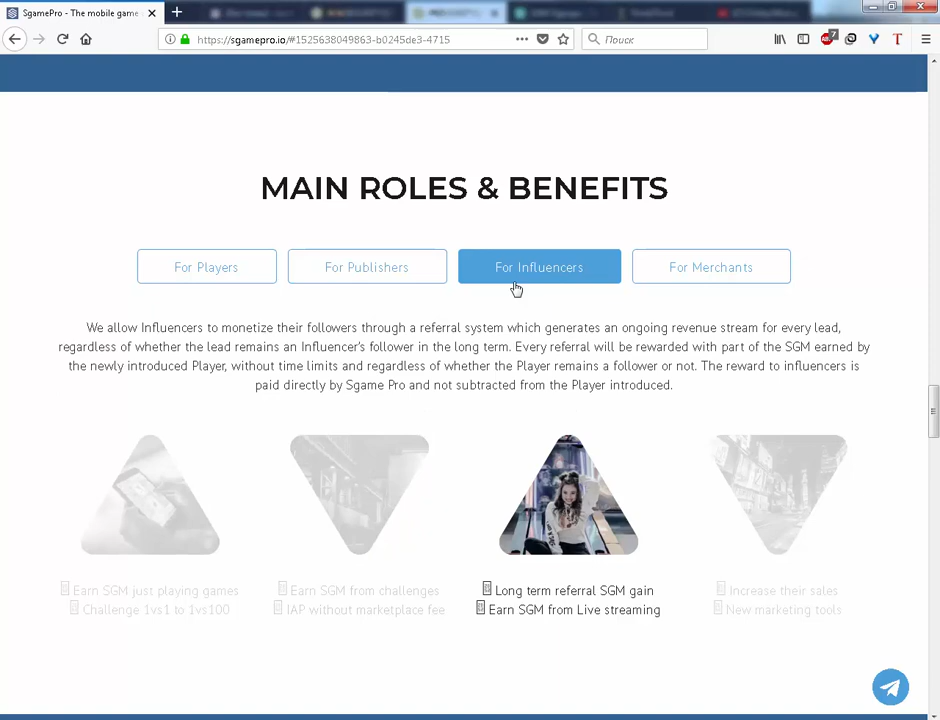 SgamePro - The mobile game
https://sgamepro.io/#1525638049863-b0245de3-4715
Поиск
7
MAIN ROLES & BENEFITS
For Players
For Publishers
For Influencers
For Merchants
We allow Influencers to monetize their followers through a referral system which generates an ongoing revenue stream for every lead,
regardless of whether the lead remains an Influencer's follower in the long term. Every referral will be rewarded with part of the SGM earned by
the newly introduced Player, without time limits and regardless of whether the Player remains a follower or not. The reward to influencers is
paid directly by Sgame Pro and not subtracted from the Player introduced.
Earn SGM just playing games
Challenge 1vs1 to 1vs100
Earn SGM from challenges
IAP without marketplace fee
Long term referral SGM gain
Earn SGM from Live streaming
Increase their sales
New marketing tools